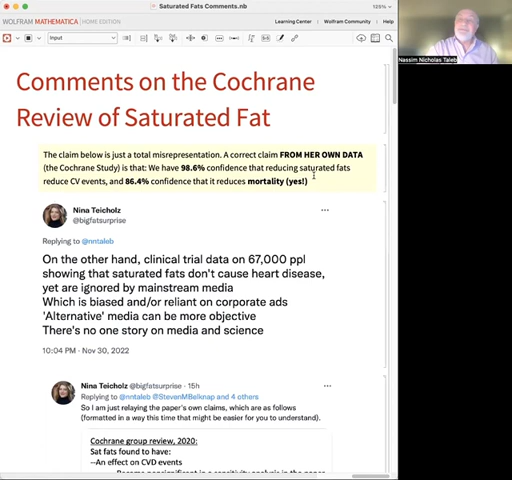 Saturated Fats Comments.nb
125%
WOLFRAM MATHEMATICA | HOME EDITION
Learning Center | Wolfram Community | Help
Input
Nassim Nicholas Taleb
Comments on the Cochrane
Review of Saturated Fat
The claim below is just a total misrepresentation. A correct claim FROM HER OWN DATA
(the Cochrane Study) is that: We have 98.6% confidence that reducing saturated fats
reduce CV events, and 86.4% confidence that it reduces mortality (yes!)
Nina Teicholz
@bigfatsurprise
Replying to @nntaleb
On the other hand, clinical trial data on 67,000 ppl
showing that saturated fats don't cause heart disease,
yet are ignored by mainstream media
Which is biased and/or reliant on corporate ads
'Alternative' media can be more objective
There's no one story on media and science
10:04 PM · Nov 30, 2022
Nina Teicholz @bigfatsurprise · 15h
Replying to @nntaleb @StevenMBelknap and 4 others
So I am just relaying the paper's own claims, which are as follows
(formatted in a way this time that might be easier for you to understand).
Cochrane group review, 2020:
Sat fats found to have:
--An effect on CVD events